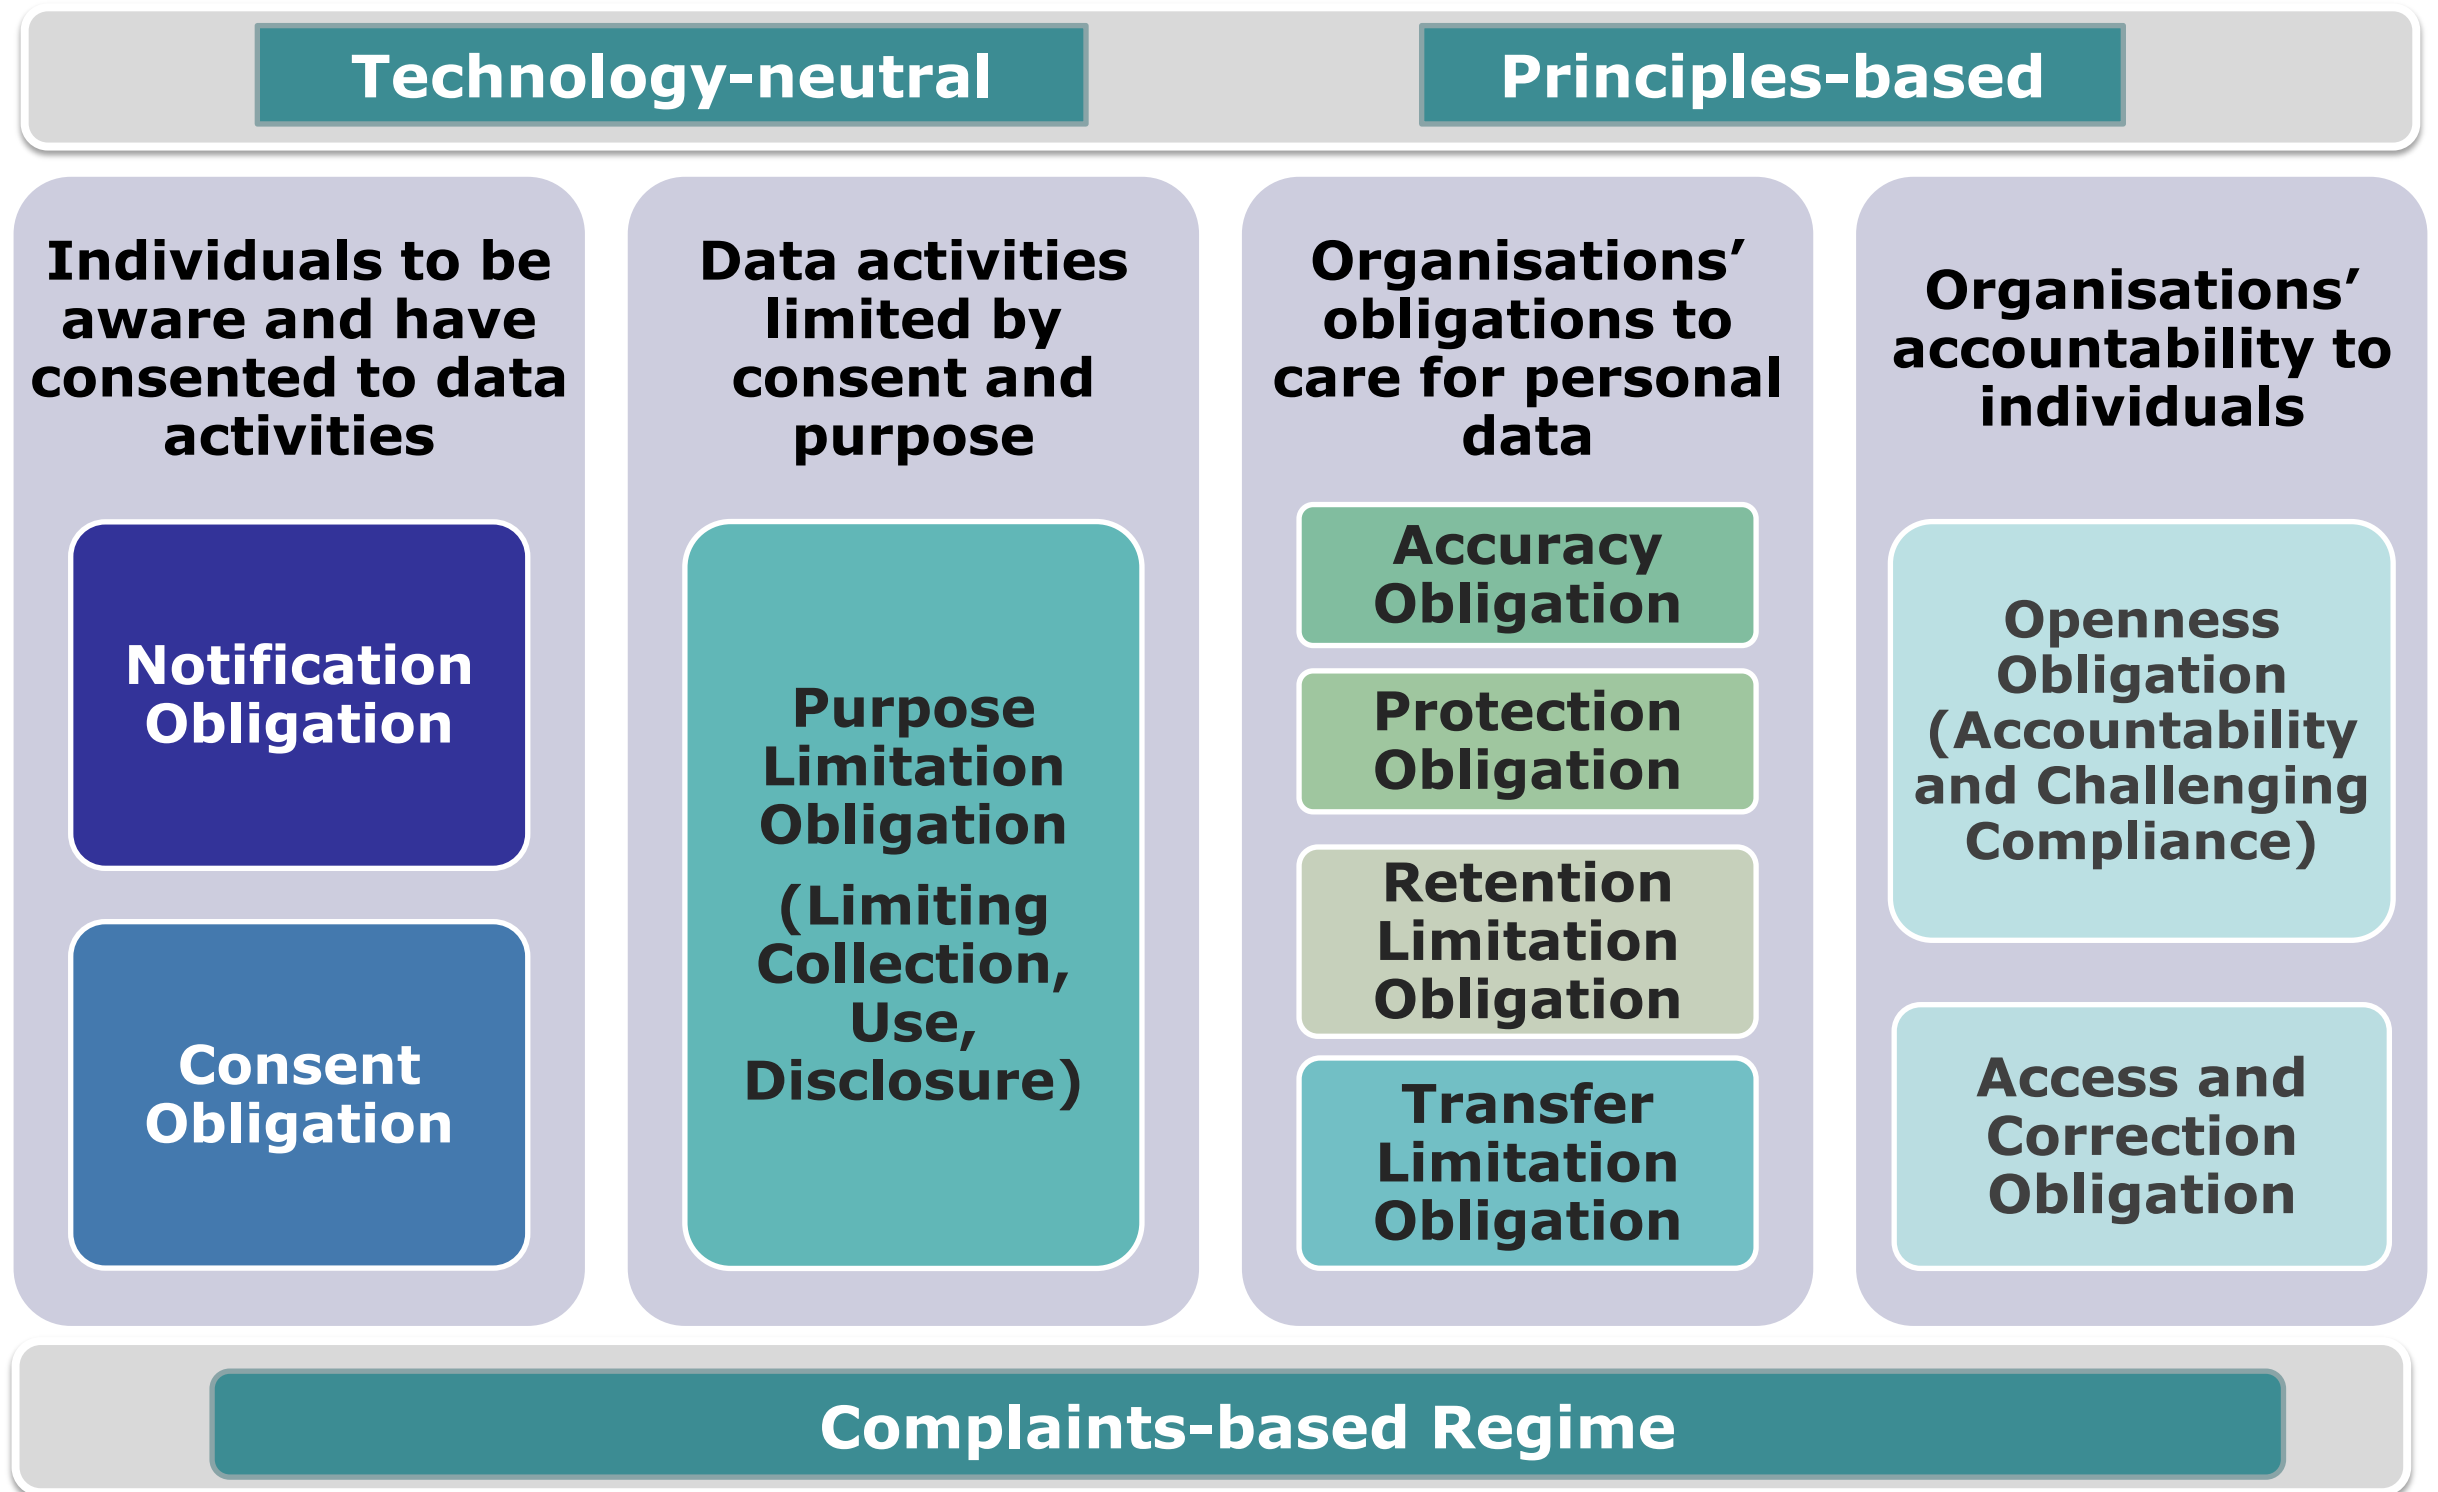 Technology-neutral
Principles-based
Individuals to be
aware and have
consented to data
activities
Notification
Obligation
Consent
Obligation
Data activities
limited by
consent and
purpose
Purpose
Limitation
Obligation
(Limiting
Collection,
Use,
Disclosure)
Organisations’
obligations to
care for personal
data
Accuracy
Obligation
Protection
Obligation
Retention
Limitation
Obligation
Transfer
Limitation
Obligation
Organisations’
accountability to
individuals
Openness
Obligation
(Accountability
and Challenging
Compliance)
Access and
Correction
Obligation
Complaints-based Regime